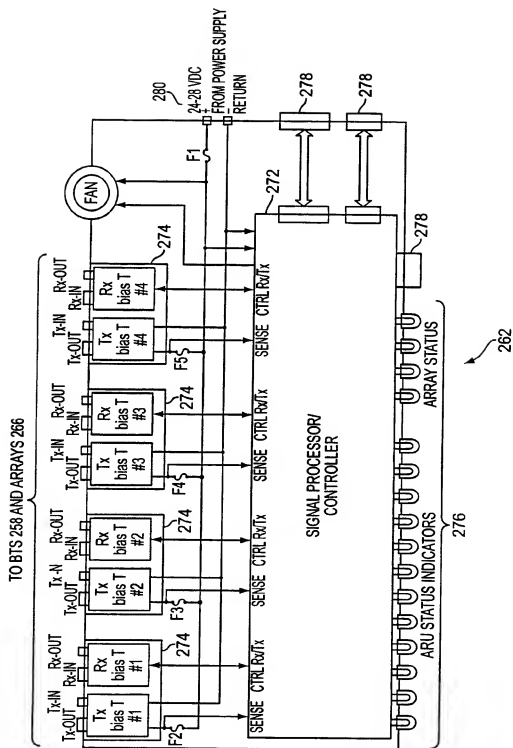 TO BTS 258 AND ARRAYS 266
Tx-IN
Tx-OUT
Rx-OUT
Rx-IN
Tx-N
Tx-OUT
Rx-OUT
Rx-IN
Tx-IN
Tx-OUT
Rx-OUT
Rx-IN
Tx-IN
Tx-OUT
Rx-OUT
Rx-IN
Tx
bias T
#1
Rx
bias T
#1
Tx
bias T
#2
Rx
bias T
#2
Tx
bias T
#3
Rx
bias T
#3
Tx
bias T
#4
Rx
bias T
#4
274
274
274
274
FAN
F2
F3
F4
F5
F1
280
24-28 VDC
+
FROM POWER SUPPLY
-
RETURN
SENSE
CTRL Rx/Tx
SENSE
CTRL Rx/Tx
SENSE
CTRL Rx/Tx
SENSE
CTRL Rx/Tx
272
SIGNAL PROCESSOR/
CONTROLLER
278
278
278
ARU STATUS INDICATORS
ARRAY STATUS
276
262